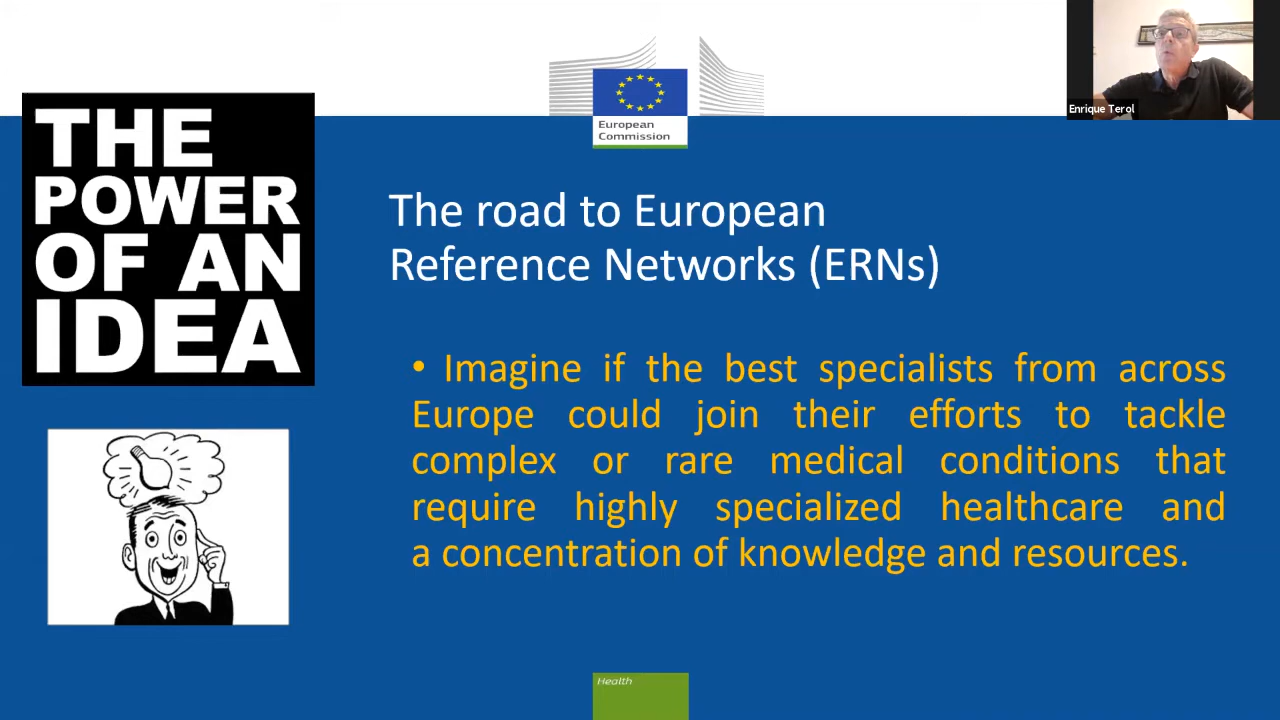 Enrique Terol
European
Commission
THE
POWER
OF AN
IDEA
The road to European
Reference Networks (ERNs)
• Imagine if the best specialists from across
Europe could join their efforts to tackle
complex or rare medical conditions that
require highly specialized healthcare and
a concentration of knowledge and resources.
Health